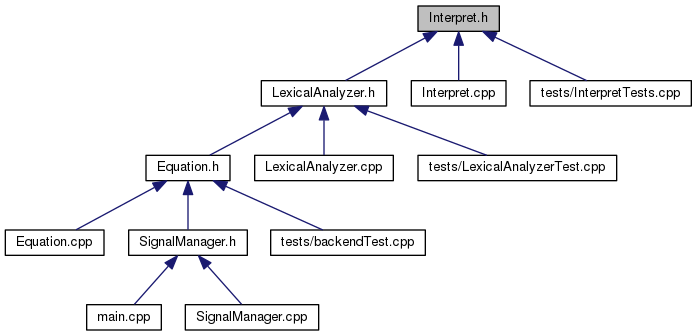 Interpret.h
LexicalAnalyzer.h
Interpret.cpp
tests/InterpretTests.cpp
Equation.h
LexicalAnalyzer.cpp
tests/LexicalAnalyzerTest.cpp
Equation.cpp
SignalManager.h
tests/backendTest.cpp
main.cpp
SignalManager.cpp